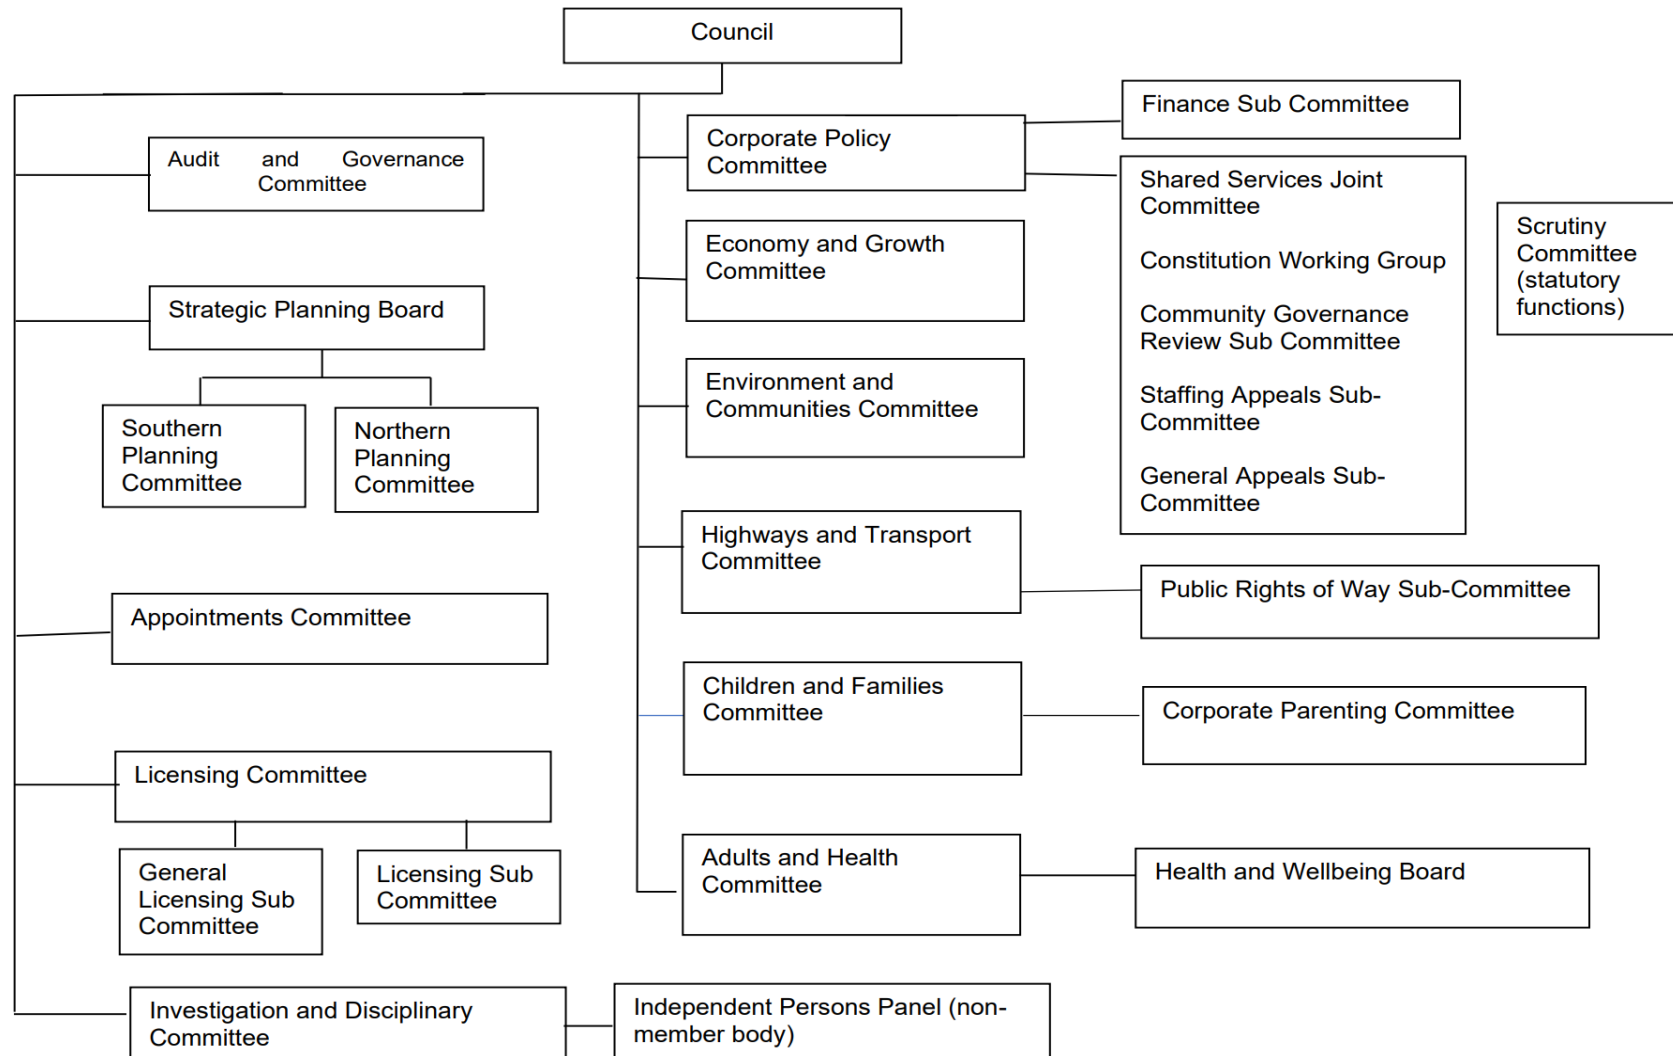 Council
Audit and Governance
Committee
Strategic Planning Board
Southern
Planning
Committee
Northern
Planning
Committee
Appointments Committee
Licensing Committee
General
Licensing Sub
Committee
Licensing Sub
Committee
Investigation and Disciplinary
Committee
Independent Persons Panel (non-
member body)
Corporate Policy
Committee
Economy and Growth
Committee
Environment and
Communities Committee
Highways and Transport
Committee
Children and Families
Committee
Adults and Health
Committee
Finance Sub Committee
Shared Services Joint
Committee
Constitution Working Group
Community Governance
Review Sub Committee
Staffing Appeals Sub-
Committee
General Appeals Sub-
Committee
Public Rights of Way Sub-Committee
Corporate Parenting Committee
Health and Wellbeing Board
Scrutiny
Committee
(statutory
functions)